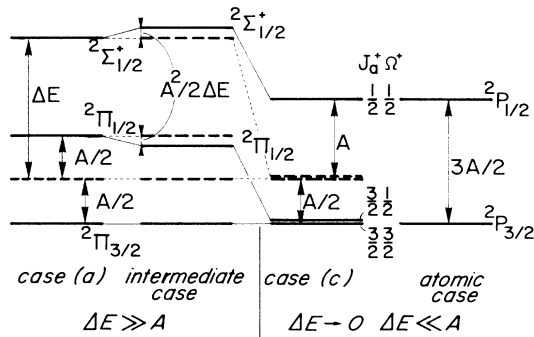 ²Σ⁺₁/₂
²Σ⁺₁/₂
A²/2ΔE
ΔE
Jₐ⁺ Ω⁺
1/2 1/2
²P₁/₂
²Π₁/₂
²Π₁/₂
A
A/2
3A/2
A/2
A/2
3/2 1/2
3/2 3/2
²P₃/₂
²Π₃/₂
case (a) intermediate case
case (c)
atomic case
ΔE ≫ A
ΔE → 0 ΔE ≪ A